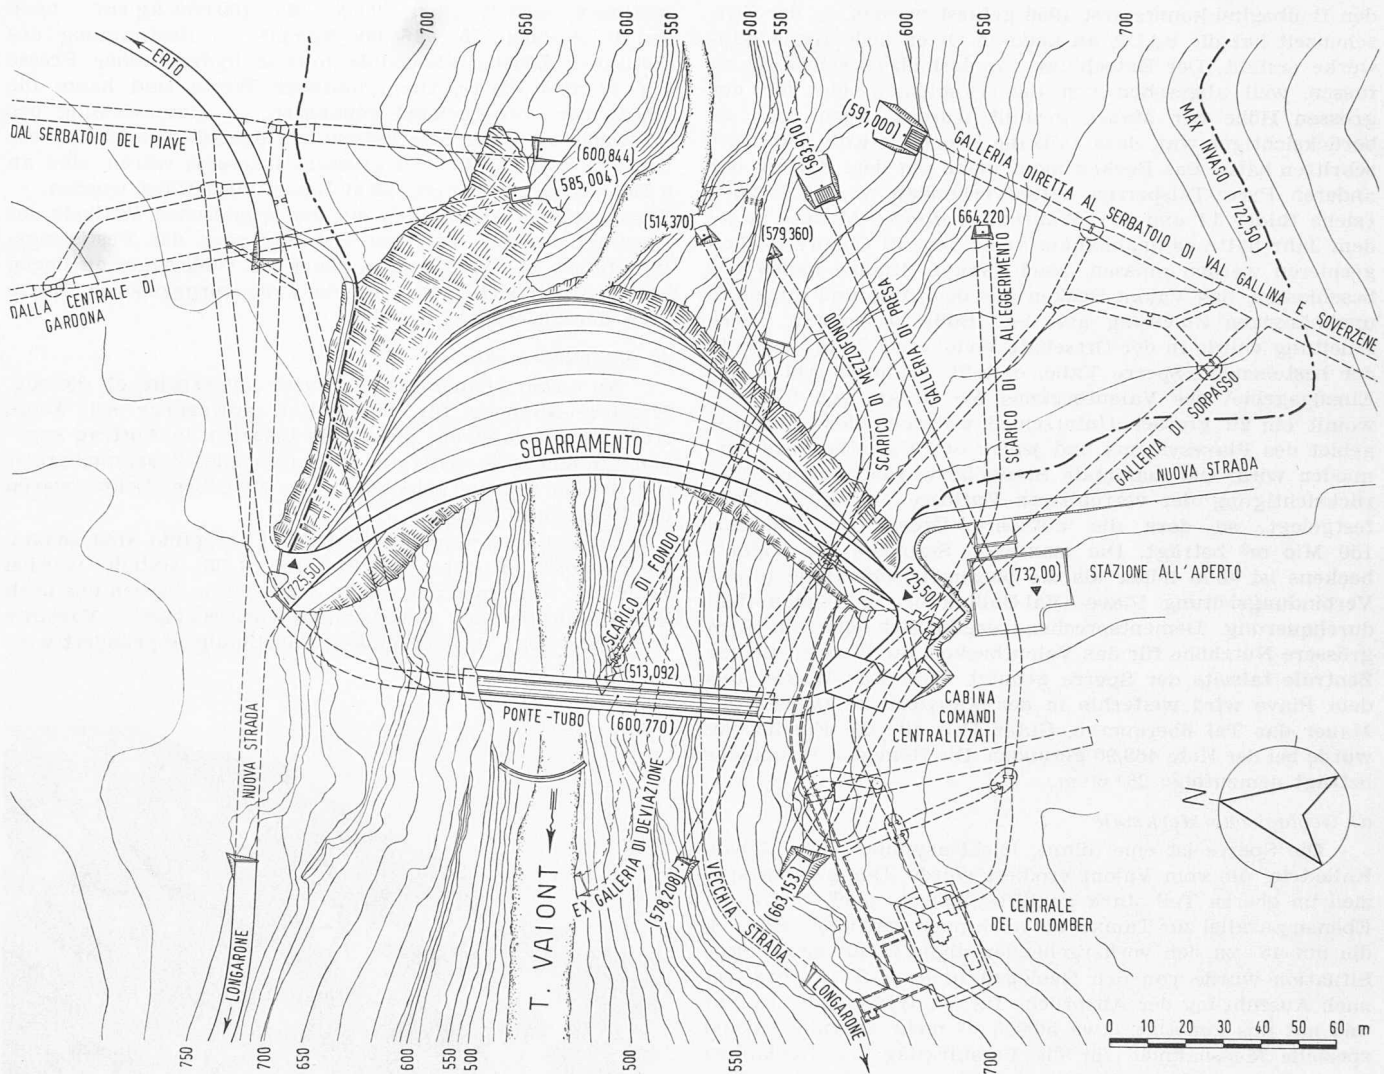 700
650
600
550
500
550
600
650
700
ERTO
DAL SERBATOIO DEL PIAVE
DALLA CENTRALE DI
GARDONA
(600,844)
(585,004)
(514,370)
(579,360)
(589,610)
(591,000)
(664,220)
GALLERIA DIRETTA AL SERBATOIO DI VAL GALLINA E SOVERZENE
MAX INVASO (722,50)
SCARICO DI MEZZOFONDO
GALLERIA DI PRESA
SCARICO DI ALLEGGERIMENTO
GALLERIA DI SORPASSO
NUOVA STRADA
SBARRAMENTO
(725,50)
(725,50)
(732,00)
STAZIONE ALL'APERTO
SCARICO DI FONDO
(513,092)
(600,770)
PONTE-TUBO
CABINA
COMANDI
CENTRALIZZATI
NUOVA STRADA
LONGARONE
T. VAIONT
EX GALLERIA DI DEVIAZIONE
(578,208)
VECCHIA STRADA
(663,153)
LONGARONE
CENTRALE
DEL COLOMBER
N
0 10 20 30 40 50 60 m
750
700
650
600
550
500
500
550
700